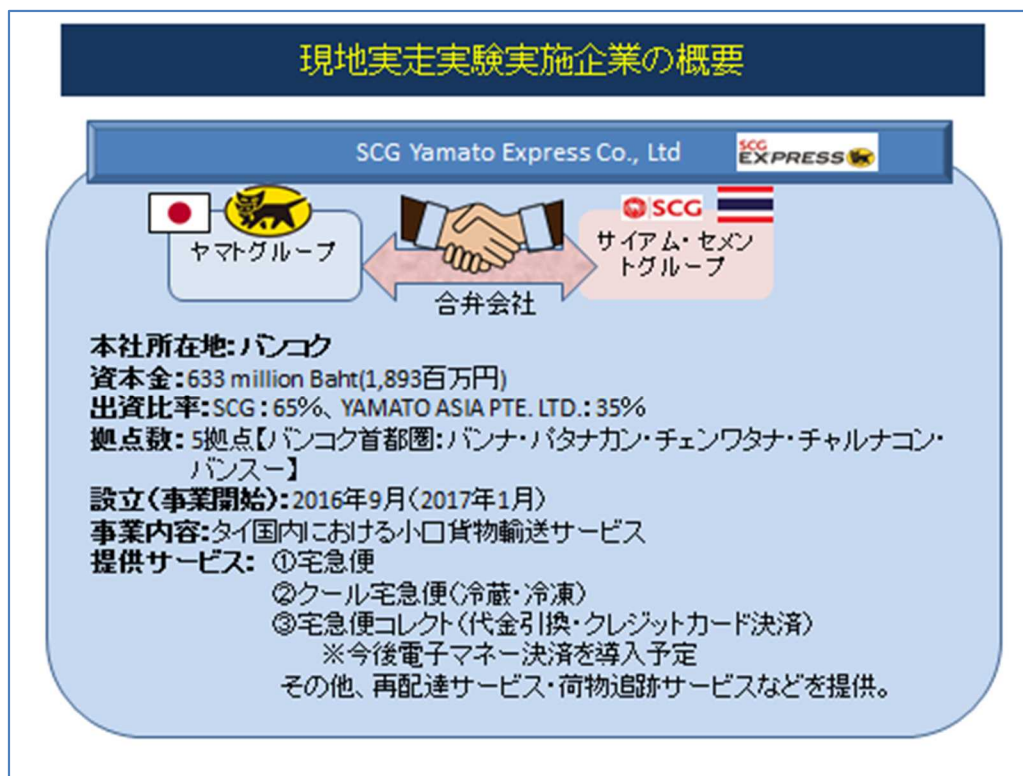 現地実走実験実施企業の概要
SCG Yamato Express Co., Ltd
SCG
EXPRESS
SCG
ヤマトグループ
サイアム・セメン
トグループ
合弁会社
本社所在地:バンコク
資本金:633 million Baht(1,893百万円)
出資比率:SCG：65%、YAMATO ASIA PTE. LTD.：35%
拠点数：5拠点【バンコク首都圏：バンナ・パタナカン・チェンワタナ・チャルナコン・
バンスー】
設立(事業開始):2016年9月(2017年1月)
事業内容:タイ国内における小口貨物輸送サービス
提供サービス： ①宅急便
②クール宅急便(冷蔵・冷凍)
③宅急便コレクト(代金引換・クレジットカード決済)
※今後電子マネー決済を導入予定
その他、再配達サービス・荷物追跡サービスなどを提供。